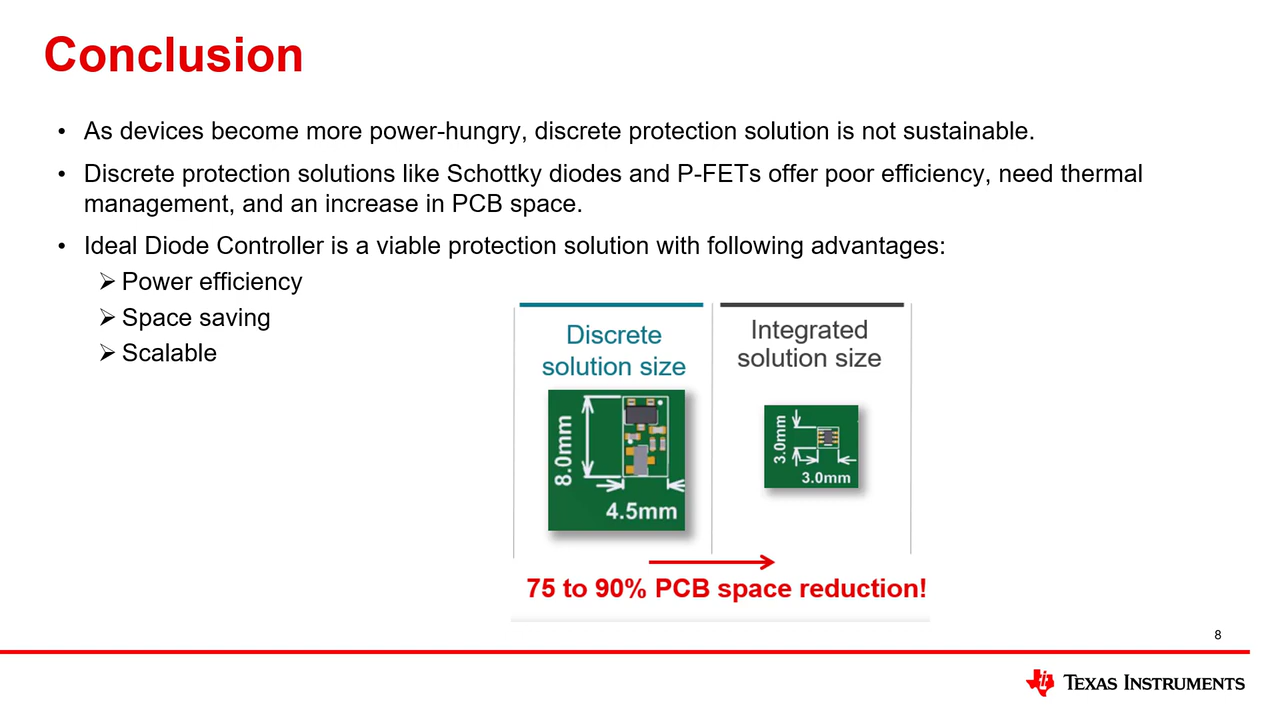 Conclusion
• As devices become more power-hungry, discrete protection solution is not sustainable.
• Discrete protection solutions like Schottky diodes and P-FETs offer poor efficiency, need thermal
management, and an increase in PCB space.
• Ideal Diode Controller is a viable protection solution with following advantages:
➢ Power efficiency
➢ Space saving
➢ Scalable
Discrete
solution size
8.0mm
4.5mm
Integrated
solution size
3.0mm
3.0mm
75 to 90% PCB space reduction!
8
TEXAS INSTRUMENTS